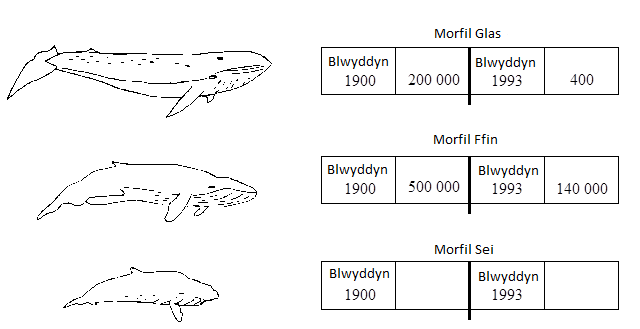 Morfil Glas
Blwyddyn 1900 200 000 Blwyddyn 1993 400
Morfil Ffin
Blwyddyn 1900 500 000 Blwyddyn 1993 140 000
Morfil Sei
Blwyddyn 1900 Blwyddyn 1993